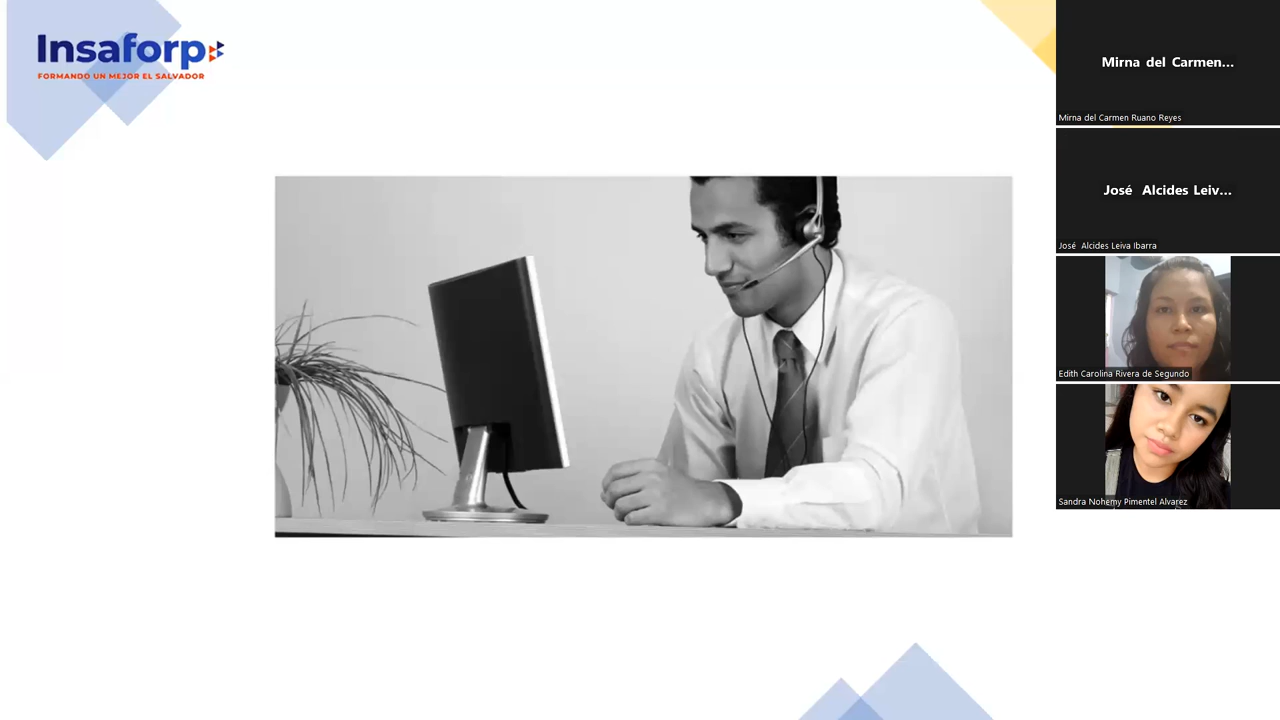 Insaforp
FORMANDO UN MEJOR EL SALVADOR
Mirna del Carmen...
Mirna del Carmen Ruano Reyes
José Alcides Leiv...
José Alcides Leiva Ibarra
Edith Carolina Rivera de Segundo
Sandra Nohemy Pimentel Alvarez